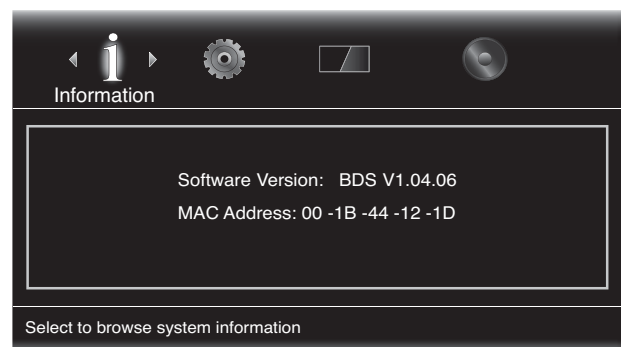 Information
Software Version: BDS V1.04.06
MAC Address: 00 -1B -44 -12 -1D
Select to browse system information